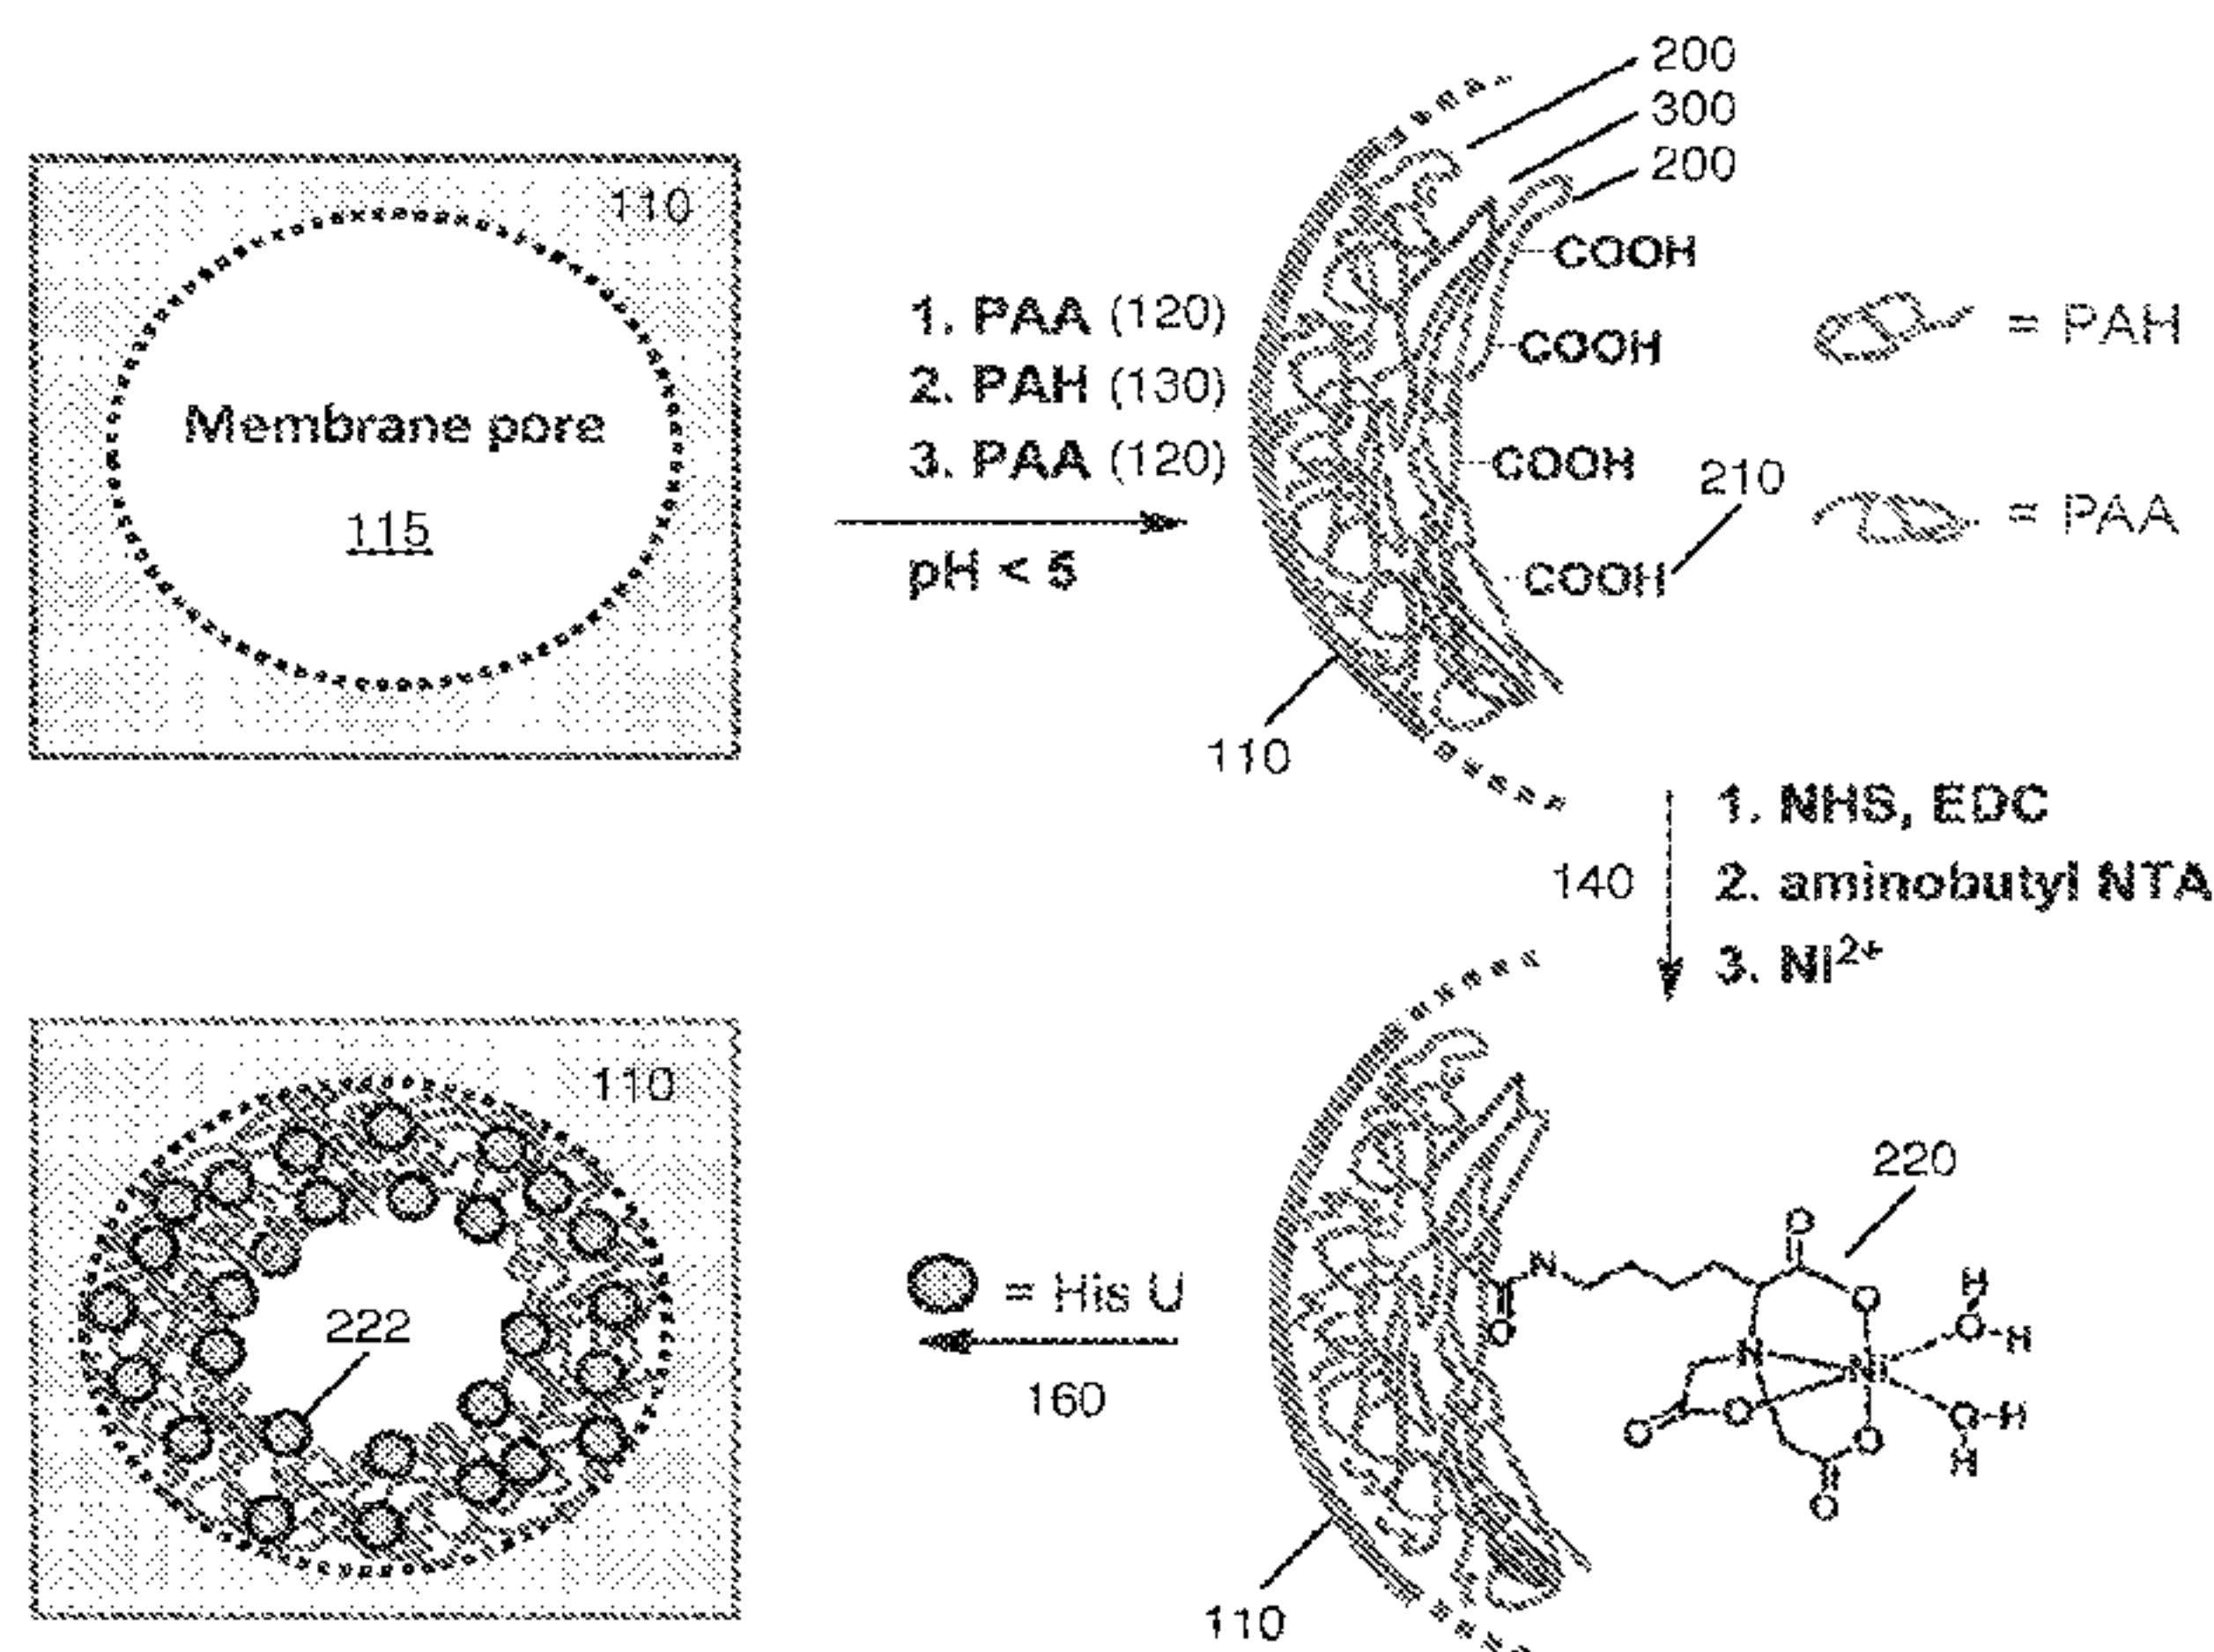 110
Membrane pore
115
1. PAA (120)
2. PAH (130)
3. PAA (120)
pH < 5
200
300
200
COOH
COOH
COOH
COOH
210
110
= PAH
= PAA
140
1. NHS, EDC
2. aminobutyl NTA
3. Ni2+
220
N
O
O
O
N
Ni
O
O
O
O
O
H
H
O
H
H
110
= His U
160
110
222